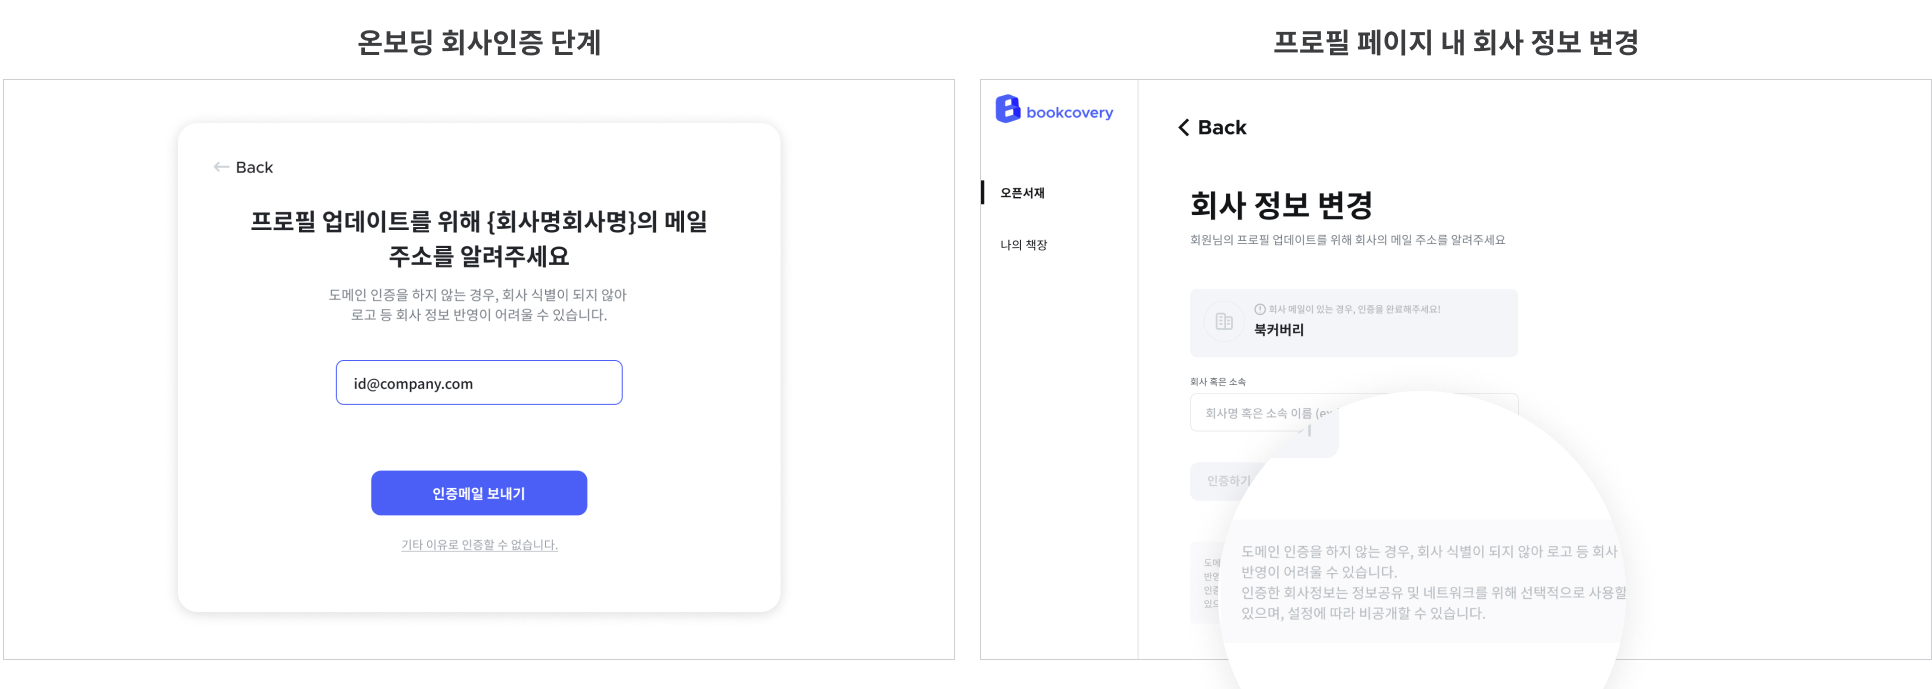 온보딩 회사인증 단계
Back
프로필 업데이트를 위해 {회사명회사명}의 메일
주소를 알려주세요
도메인 인증을 하지 않는 경우, 회사 식별이 되지 않아
로고 등 회사 정보 반영이 어려울 수 있습니다.
id@company.com
인증메일 보내기
기타 이유로 인증할 수 없습니다.
프로필 페이지 내 회사 정보 변경
bookcovery
오픈서재
나의 책장
Back
회사 정보 변경
회원님의 프로필 업데이트를 위해 회사의 메일 주소를 알려주세요
회사 메일이 있는 경우, 인증을 완료해주세요!
북커버리
회사 혹은 소속
회사명 혹은 소속 이름 (ex
인증하기
도메인 인증을 하지 않는 경우, 회사 식별이 되지 않아 로고 등 회사
반영이 어려울 수 있습니다.
인증한 회사정보는 정보공유 및 네트워크를 위해 선택적으로 사용할
있으며, 설정에 따라 비공개할 수 있습니다.